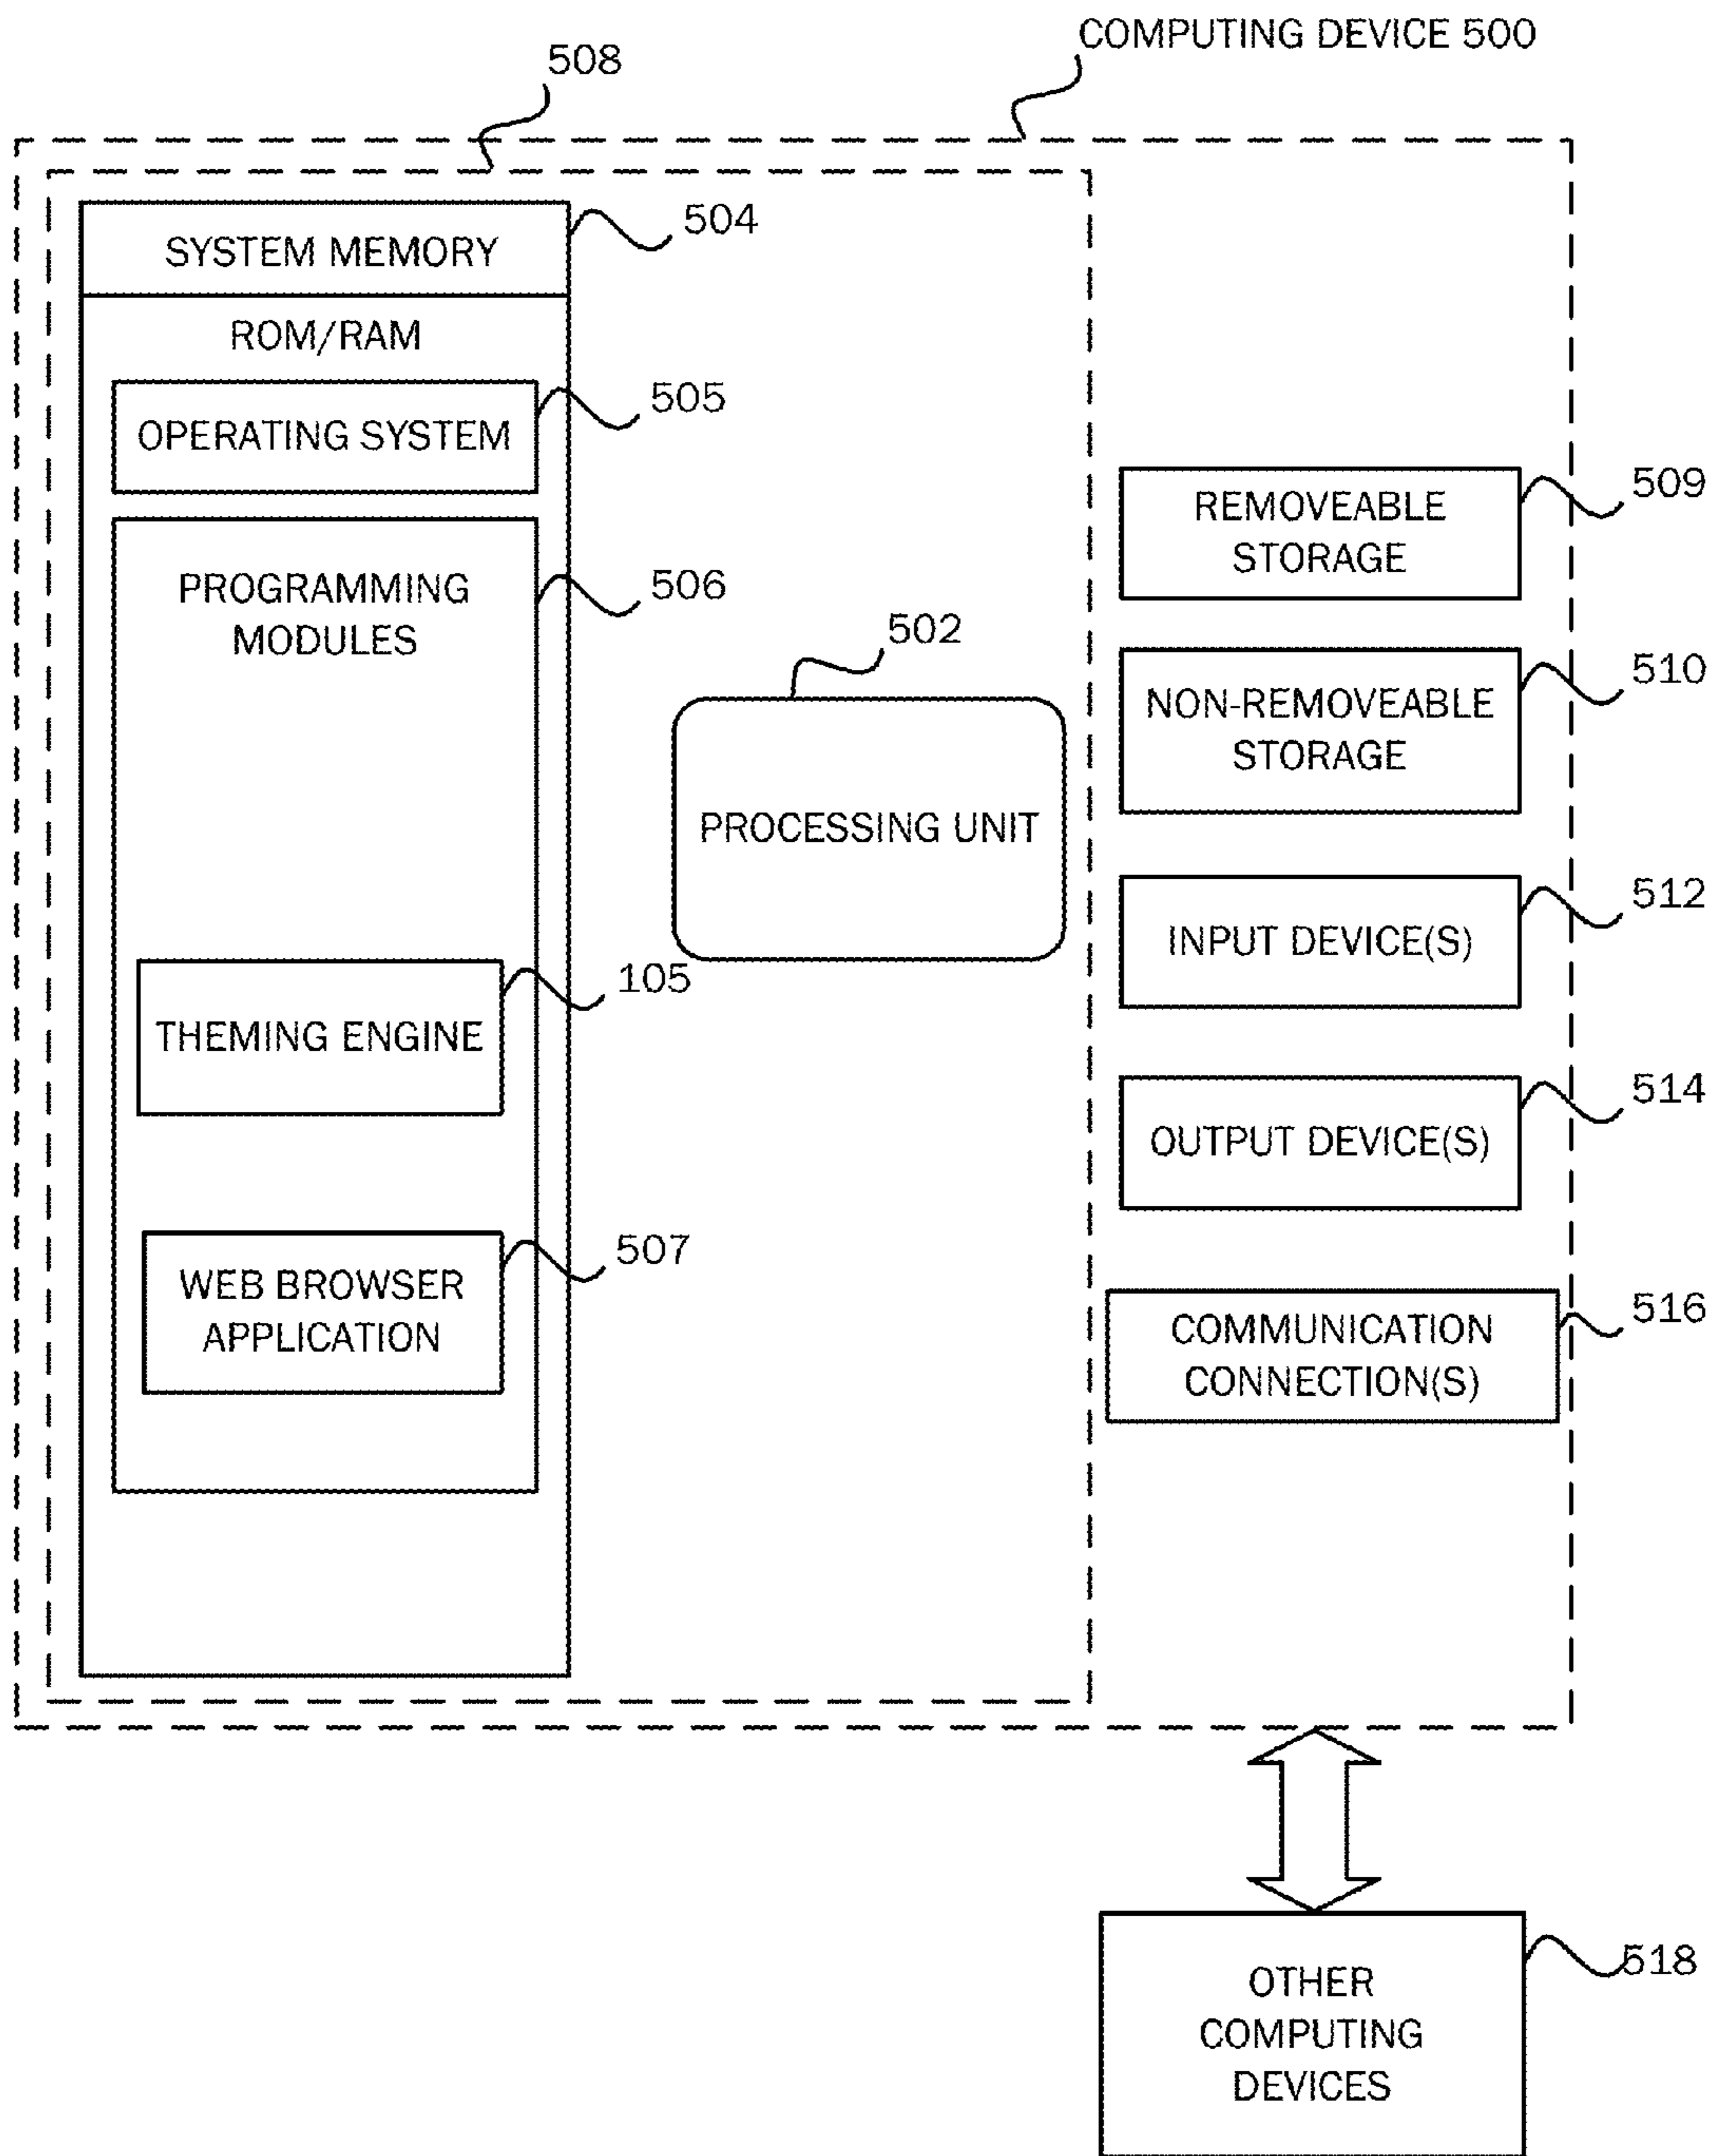 COMPUTING DEVICE 500
508
SYSTEM MEMORY
504
ROM/RAM
OPERATING SYSTEM
505
PROGRAMMING
MODULES
506
THEMING ENGINE
105
WEB BROWSER
APPLICATION
507
502
PROCESSING UNIT
REMOVEABLE
STORAGE
509
NON-REMOVEABLE
STORAGE
510
INPUT DEVICE(S)
512
OUTPUT DEVICE(S)
514
COMMUNICATION
CONNECTION(S)
516
OTHER
COMPUTING
DEVICES
518